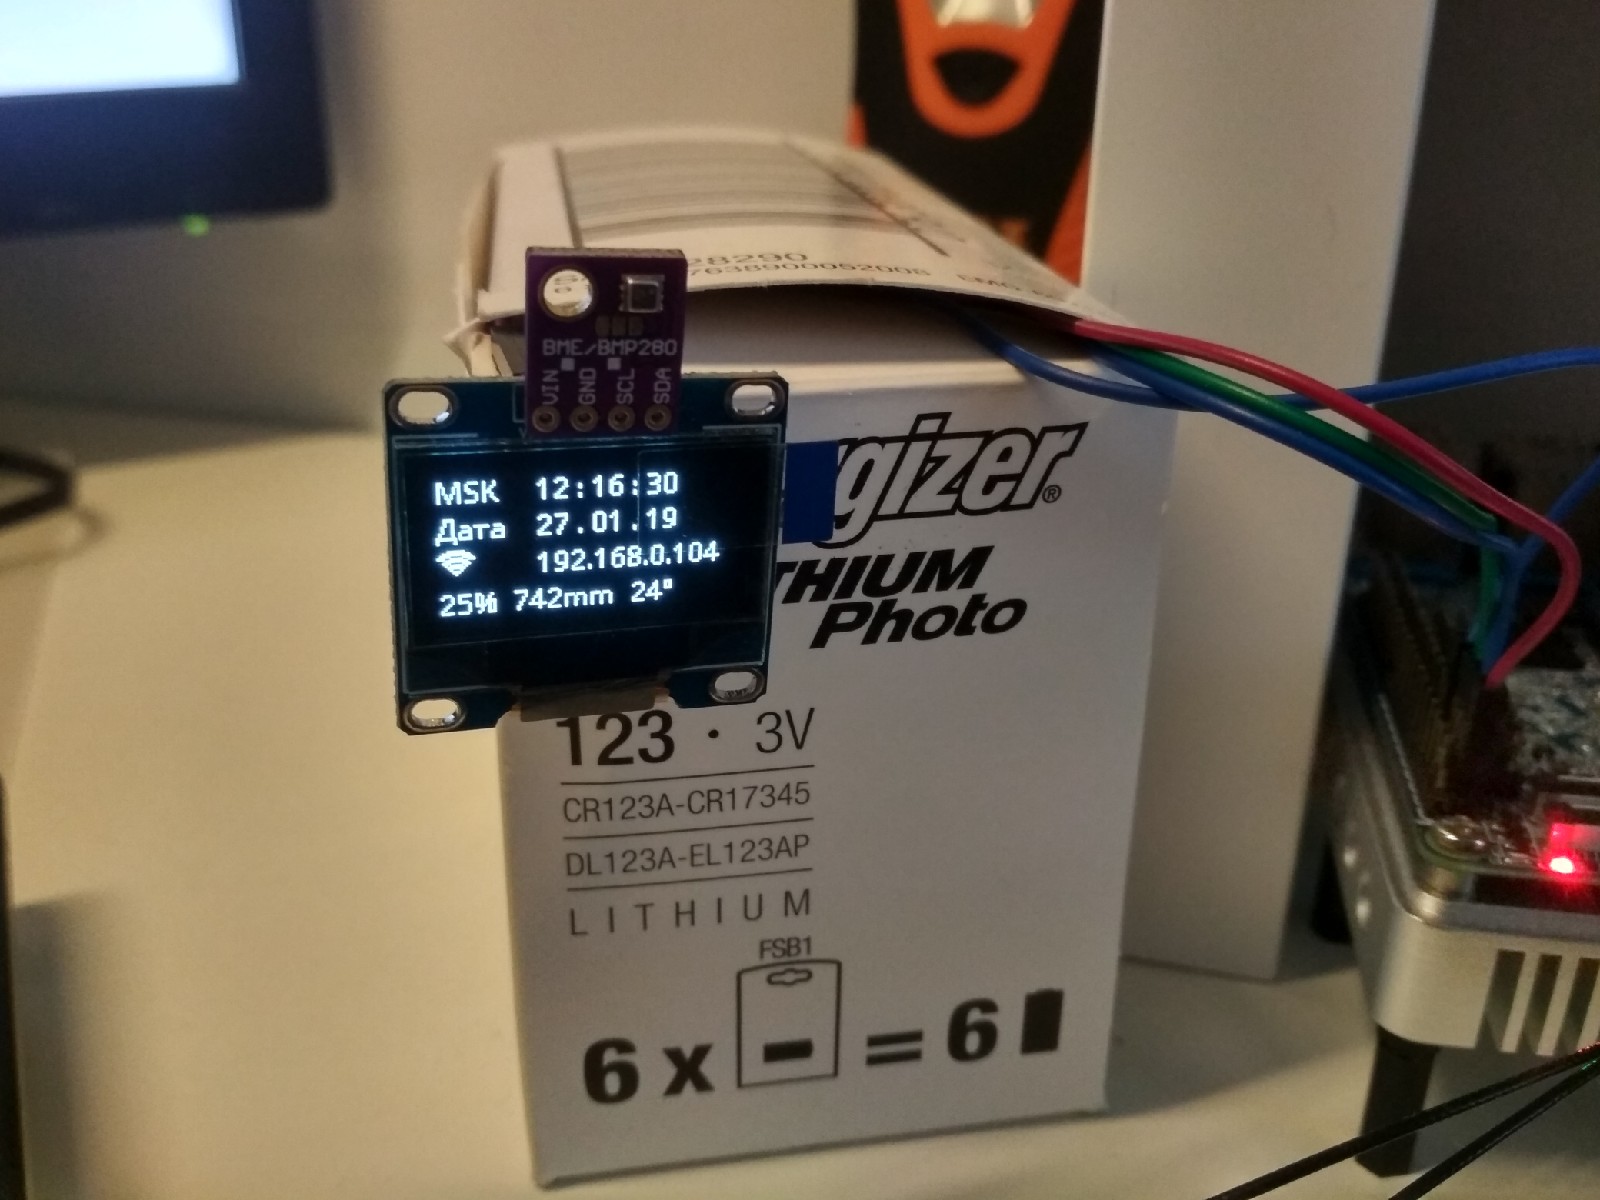 28290
BME/BMP280
VIN GND SCL SDA
MSK 12:16:30
Дата 27.01.19
192.168.0.104
25% 742mm 24°
gizer®
THIUM
Photo
123 · 3V
CR123A-CR17345
DL123A-EL123AP
LITHIUM
FSB1
6 x = 6